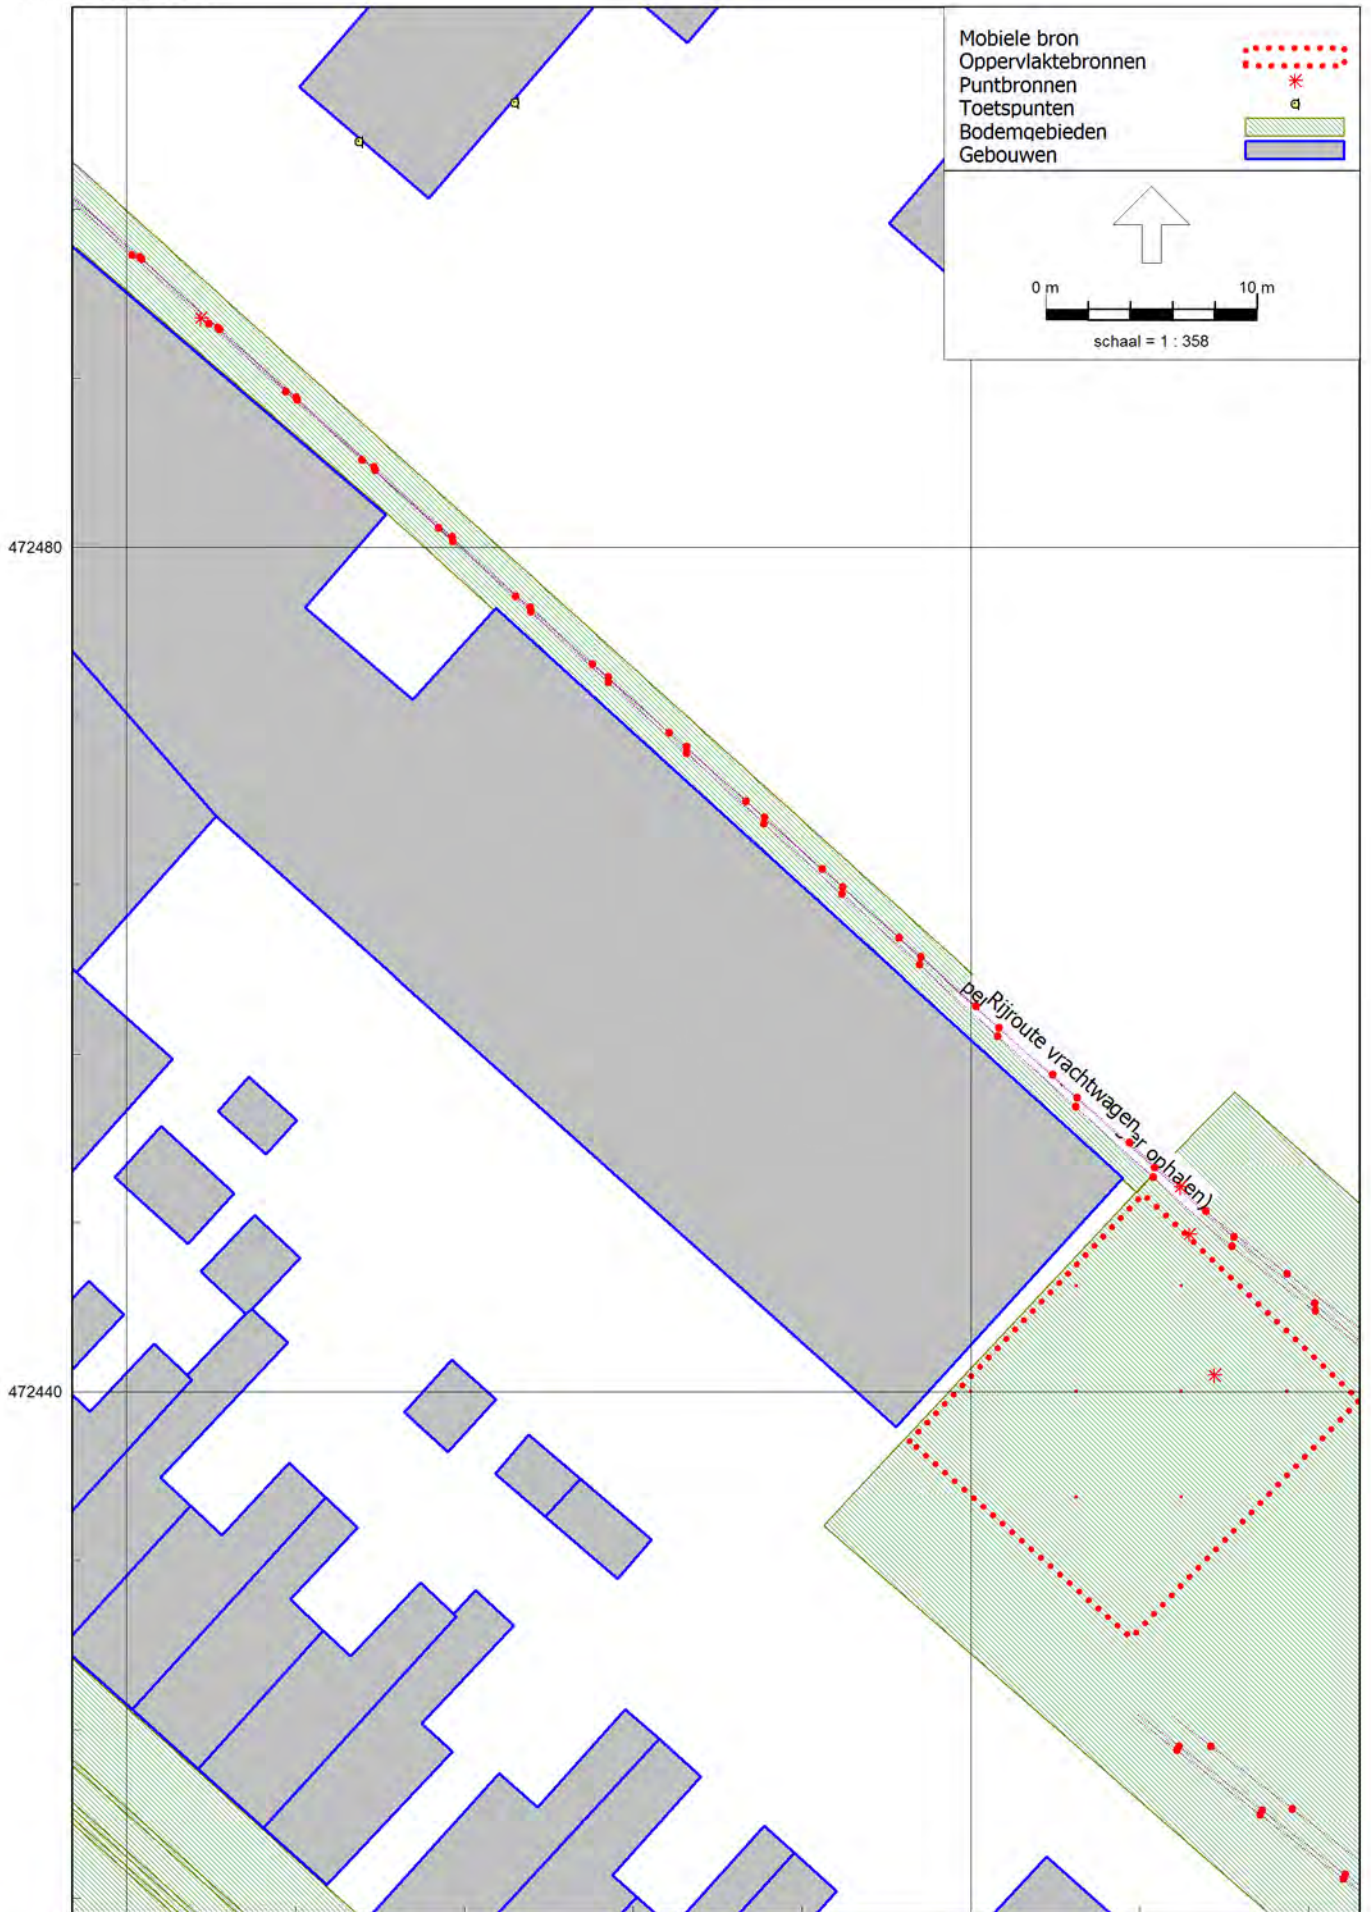 Mobiele bron
Oppervlaktebronnen
Puntbronnen
Toetspunten
Bodemgebieden
Gebouwen
0 m 10 m
schaal = 1 : 358
472480
Rijroute vrachtwagen
ophalen)
472440